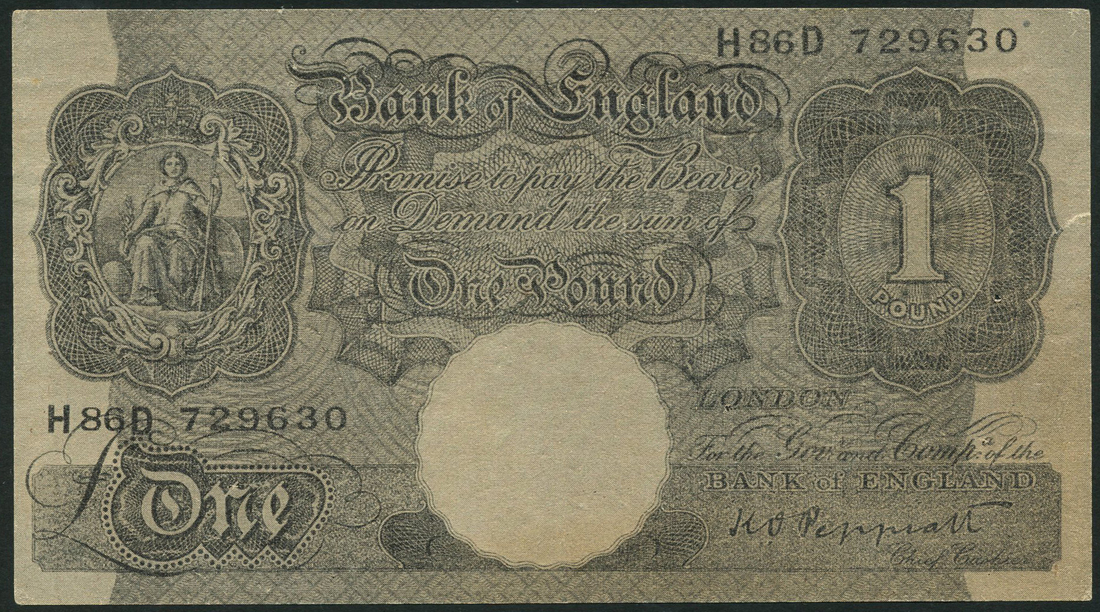 H86D 729630
Bank of England
Promise to pay the Bearer
on Demand the sum of
One Pound
1
POUND
LONDON
H86D 729630
For the Gov.r and Comp.a of the
BANK of ENGLAND
£One
K O Peppiatt
Chief Cashier